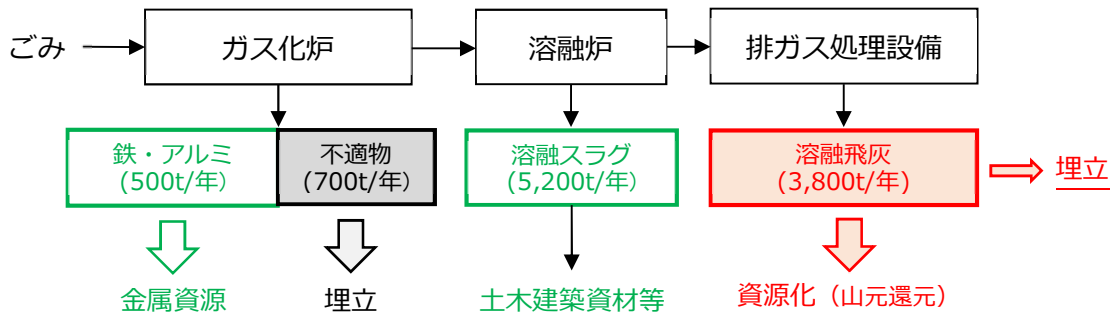 ごみ
ガス化炉
溶融炉
排ガス処理設備
鉄・アルミ
(500t/年)
不適物
(700t/年)
溶融スラグ
(5,200t/年)
溶融飛灰
(3,800t/年)
埋立
金属資源
埋立
土木建築資材等
資源化（山元還元）